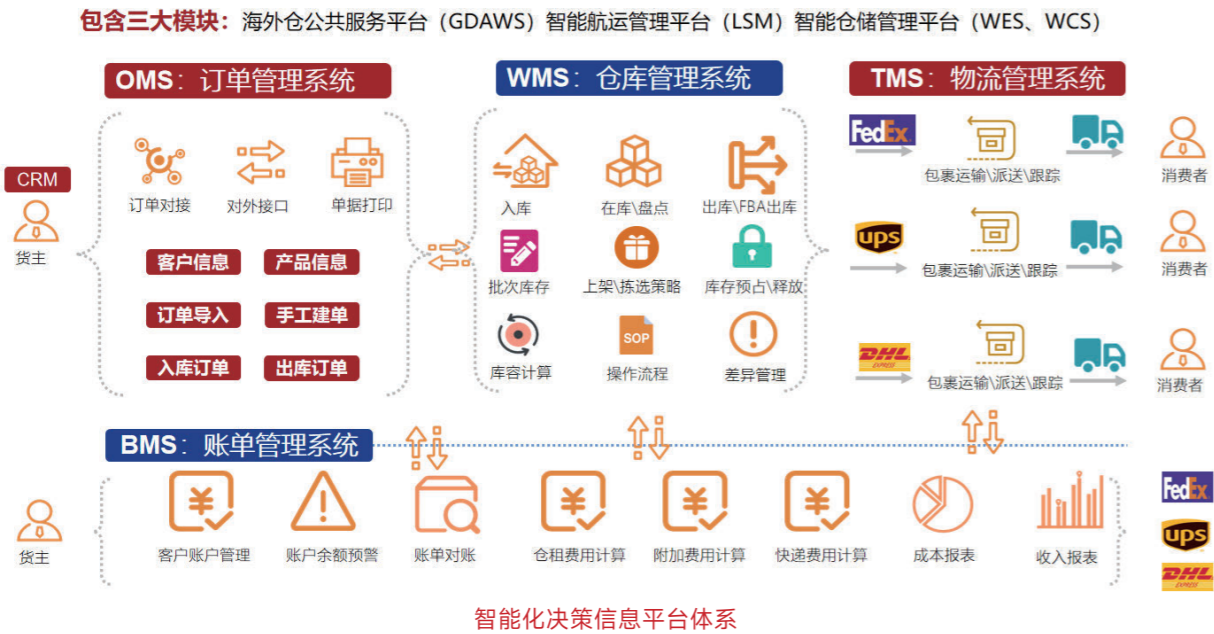 包含三大模块：海外仓公共服务平台（GDAWS）智能航运管理平台（LSM）智能仓储管理平台（WES、WCS）
OMS：订单管理系统
WMS：仓库管理系统
TMS：物流管理系统
CRM
货主
订单对接
对外接口
单据打印
客户信息
产品信息
订单导入
手工建单
入库订单
出库订单
入库
在库\盘点
出库\FBA出库
批次库存
上架\拣选策略
库存预占\释放
库容计算
SOP
操作流程
差异管理
FedEx
包裹运输\派送\跟踪
消费者
ups
包裹运输\派送\跟踪
消费者
DHL
EXPRESS
包裹运输\派送\跟踪
消费者
BMS：账单管理系统
货主
客户账户管理
账户余额预警
账单对账
仓租费用计算
附加费用计算
快递费用计算
成本报表
收入报表
FedEx
ups
DHL
EXPRESS
智能化决策信息平台体系